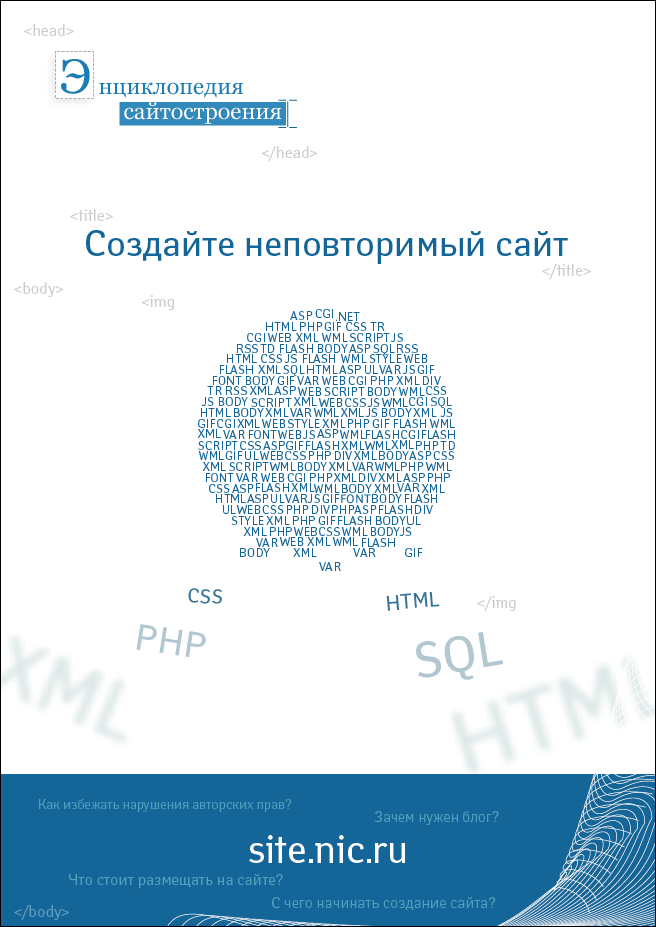 <head>
Энциклопедия
сайтостроения
</head>
<title>
Создайте неповторимый сайт
</title>
<body>
<img
ASP CGI .NET
HTML PHP GIF CSS TR
CGI WEB XML WML SCRIPT JS
RSS TD FLASH BODY ASP SQL RSS
HTML CSS JS FLASH WML STYLE WEB
FLASH XML SQL HTML ASP UL VAR JS GIF
FONT BODY GIF VAR WEB CGI PHP XML DIV
TR RSS XML ASP WEB SCRIPT BODY WML CSS
JS BODY SCRIPT XML WEB CSS JS WML CGI SQL
HTML BODY XML VAR WML XML JS BODY XML JS
GIF CGI XML WEB STYLE XML PHP GIF FLASH WML
XML VAR FONT WEB JS ASP WML FLASH CGI FLASH
SCRIPT CSS ASP GIF FLASH XML WML XML PHP TD
WML GIF UL WEB CSS PHP DIV XML BODY ASP CSS
XML SCRIPT WML BODY XML VAR WML PHP WML
FONT VAR WEB CGI PHP XML DIV XML ASP PHP
CSS ASP FLASH XML WML BODY XML VAR XML
HTML ASP UL VAR JS GIF FONT BODY FLASH
UL WEB CSS PHP DIV PHP ASP FLASH DIV
STYLE XML PHP GIF FLASH BODY UL
XML PHP WEB CSS WML BODY JS
VAR WEB XML WML FLASH
BODY XML VAR GIF
VAR
CSS
HTML
</img
PHP
SQL
XML
HTML
Как избежать нарушения авторских прав?
Зачем нужен блог?
site.nic.ru
Что стоит размещать на сайте?
С чего начинать создание сайта?
</body>